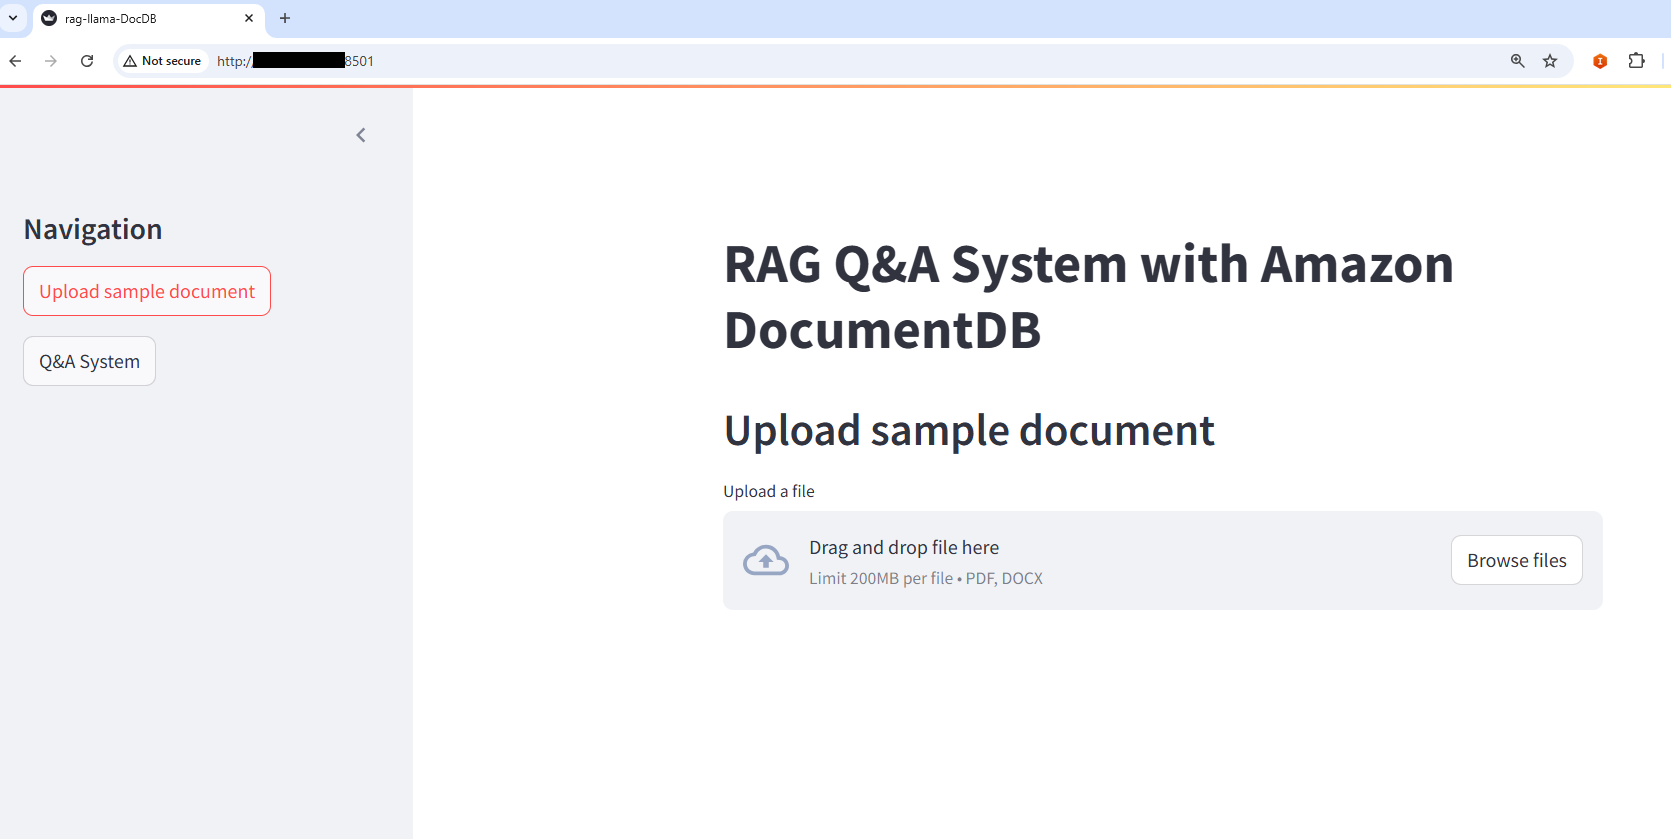 rag-llama-DocDB
Not secure
http:/
8501
Navigation
Upload sample document
Q&A System
RAG Q&A System with Amazon
DocumentDB
Upload sample document
Upload a file
Drag and drop file here
Limit 200MB per file • PDF, DOCX
Browse files